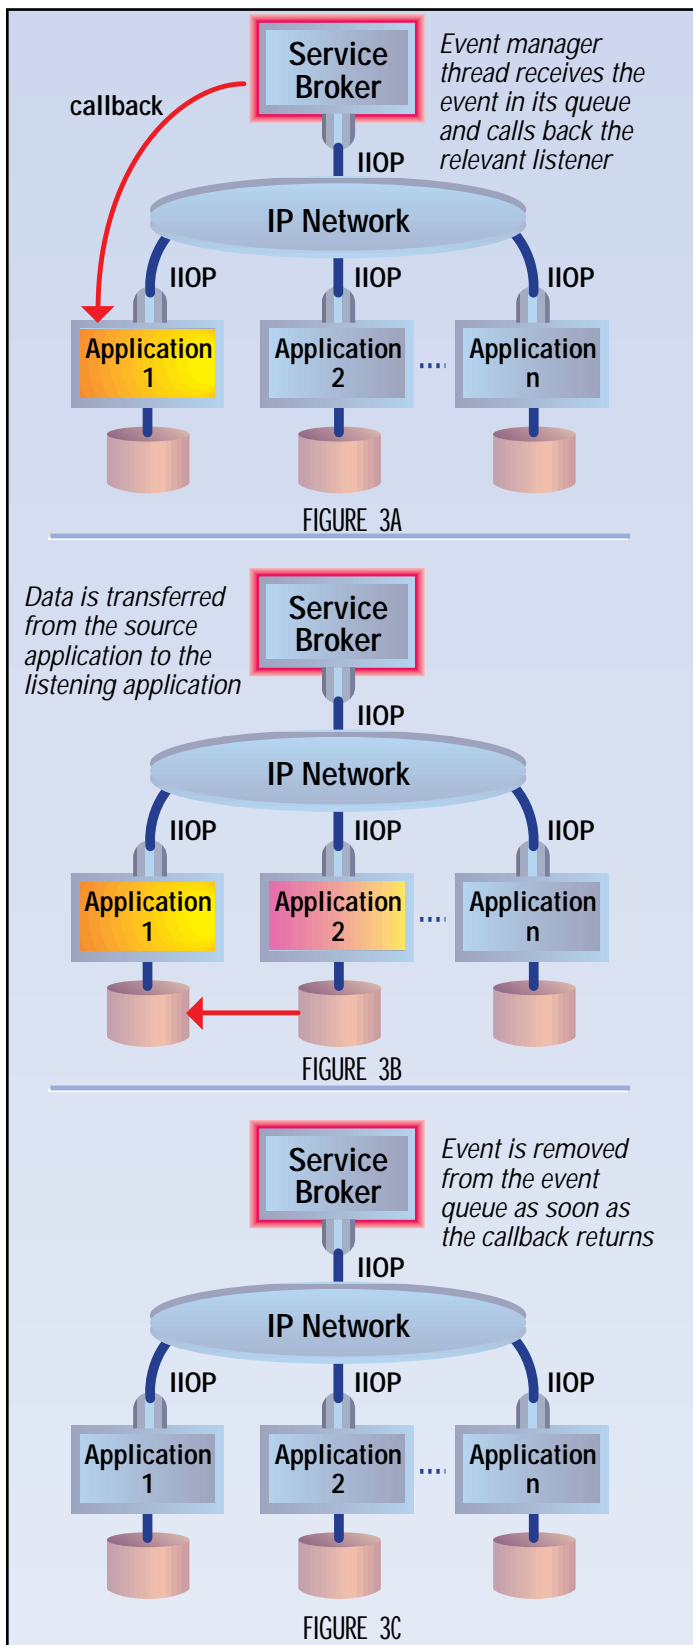 Service
Broker
Event manager
thread receives the
event in its queue
and calls back the
relevant listener
callback
IIOP
IP Network
IIOP
IIOP
IIOP
Application
1
Application
2
....
Application
n
FIGURE 3A
Data is transferred
from the source
application to the
listening application
Service
Broker
IIOP
IP Network
IIOP
IIOP
IIOP
Application
1
Application
2
....
Application
n
FIGURE 3B
Service
Broker
Event is removed
from the event
queue as soon as
the callback returns
IIOP
IP Network
IIOP
IIOP
IIOP
Application
1
Application
2
....
Application
n
FIGURE 3C